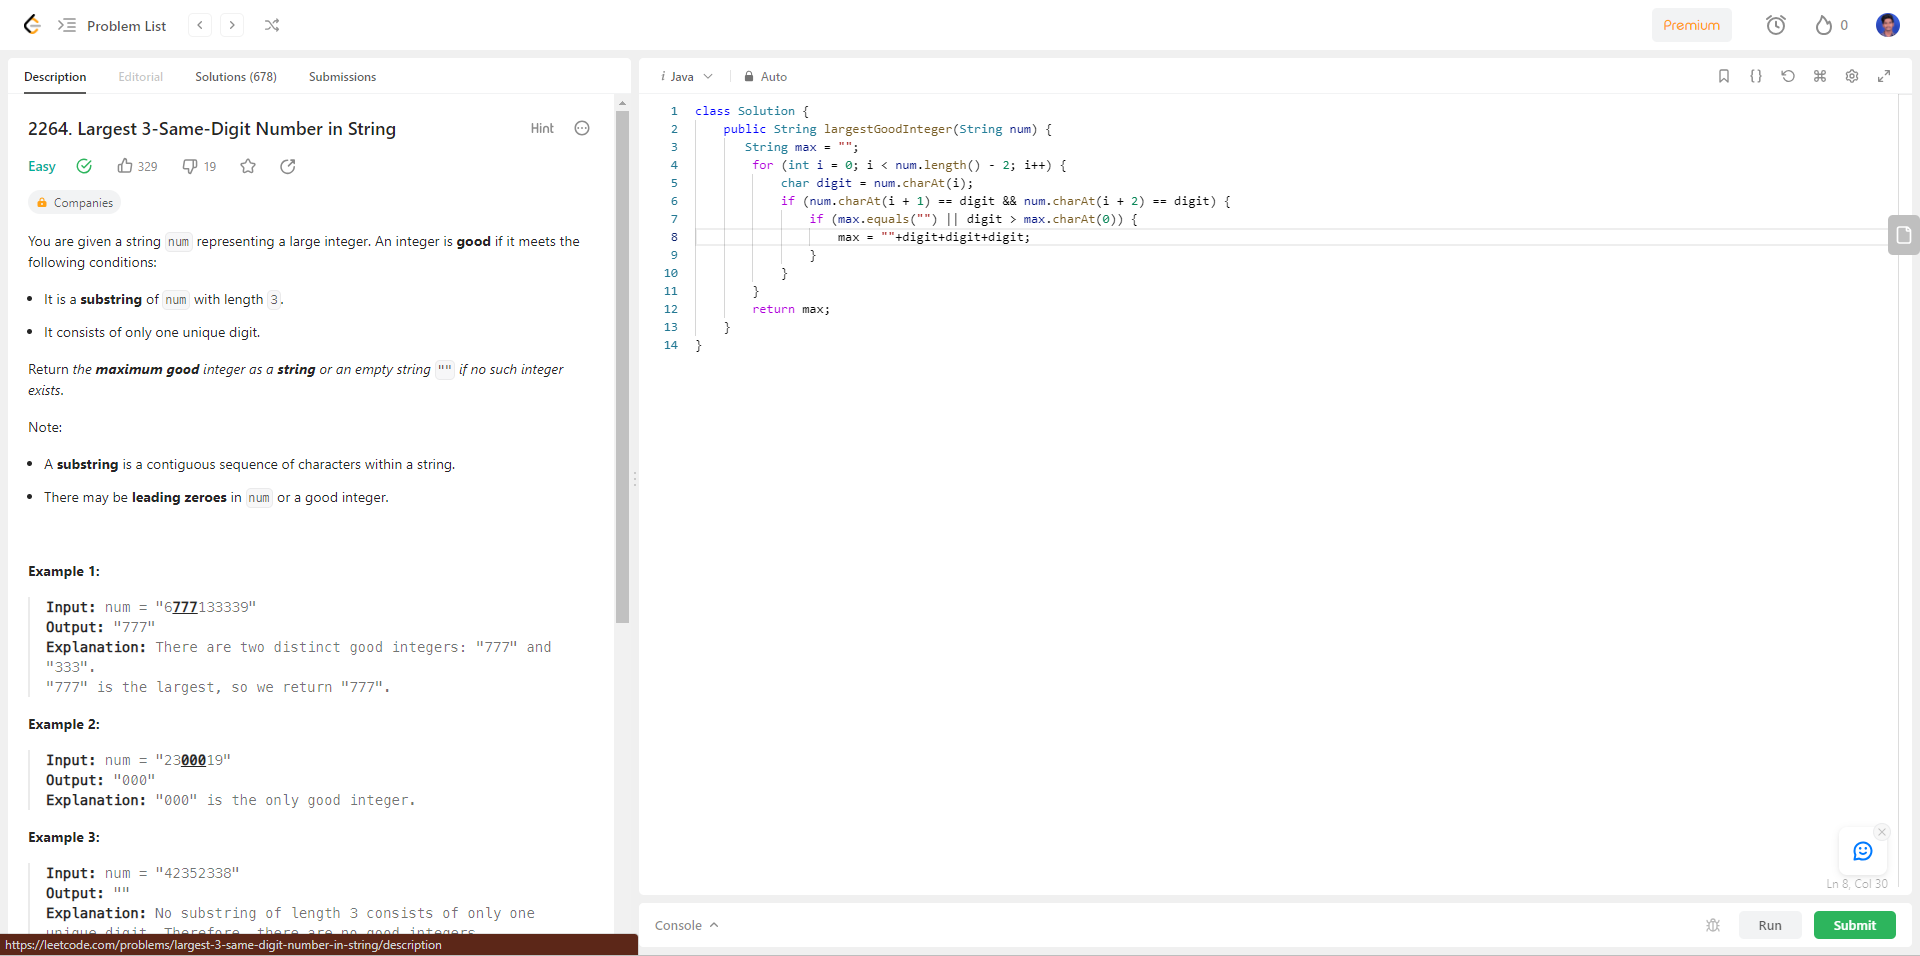 Problem List
Premium
0
Description Editorial Solutions (678) Submissions
2264. Largest 3-Same-Digit Number in String
Hint
Easy 329 19
Companies
You are given a string num representing a large integer. An integer is good if it meets the
following conditions:
• It is a substring of num with length 3.
• It consists of only one unique digit.
Return the maximum good integer as a string or an empty string "" if no such integer
exists.
Note:
• A substring is a contiguous sequence of characters within a string.
• There may be leading zeroes in num or a good integer.
Example 1:
Input: num = "6777133339"
Output: "777"
Explanation: There are two distinct good integers: "777" and
"333".
"777" is the largest, so we return "777".
Example 2:
Input: num = "2300019"
Output: "000"
Explanation: "000" is the only good integer.
Example 3:
Input: num = "42352338"
Output: ""
Explanation: No substring of length 3 consists of only one
unique digit. Therefore, there are no good integers.
https://leetcode.com/problems/largest-3-same-digit-number-in-string/description
i Java Auto
1 class Solution {
2 public String largestGoodInteger(String num) {
3 String max = "";
4 for (int i = 0; i < num.length() - 2; i++) {
5 char digit = num.charAt(i);
6 if (num.charAt(i + 1) == digit && num.charAt(i + 2) == digit) {
7 if (max.equals("") || digit > max.charAt(0)) {
8 max = ""+digit+digit+digit;
9 }
10 }
11 }
12 return max;
13 }
14 }
Ln 8, Col 30
Console
Run
Submit